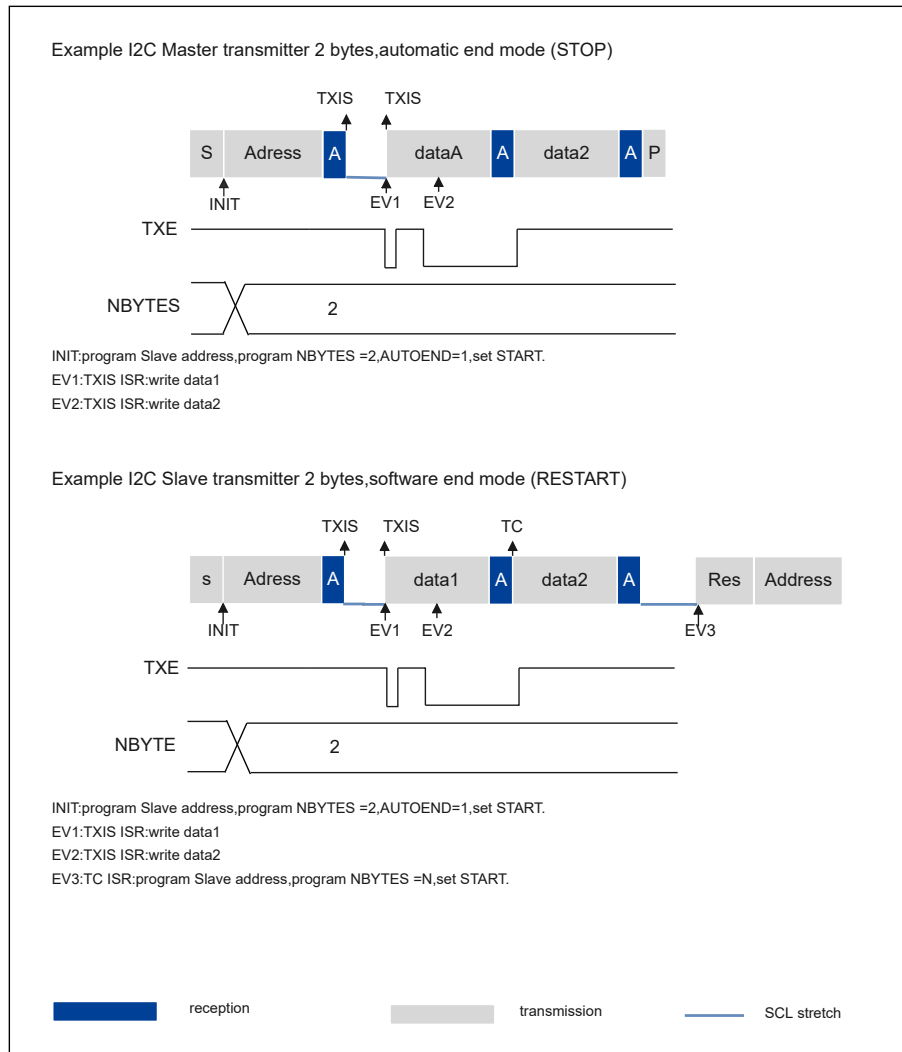 Example I2C Master transmitter 2 bytes,automatic end mode (STOP)
TXIS TXIS
S Adress A dataA A data2 A P
INIT EV1 EV2
TXE
NBYTES 2
INIT:program Slave address,program NBYTES =2,AUTOEND=1,set START.
EV1:TXIS ISR:write data1
EV2:TXIS ISR:write data2
Example I2C Slave transmitter 2 bytes,software end mode (RESTART)
TXIS TXIS TC
s Adress A data1 A data2 A Res Address
INIT EV1 EV2 EV3
TXE
NBYTE 2
INIT:program Slave address,program NBYTES =2,AUTOEND=1,set START.
EV1:TXIS ISR:write data1
EV2:TXIS ISR:write data2
EV3:TC ISR:program Slave address,program NBYTES =N,set START.
reception transmission SCL stretch